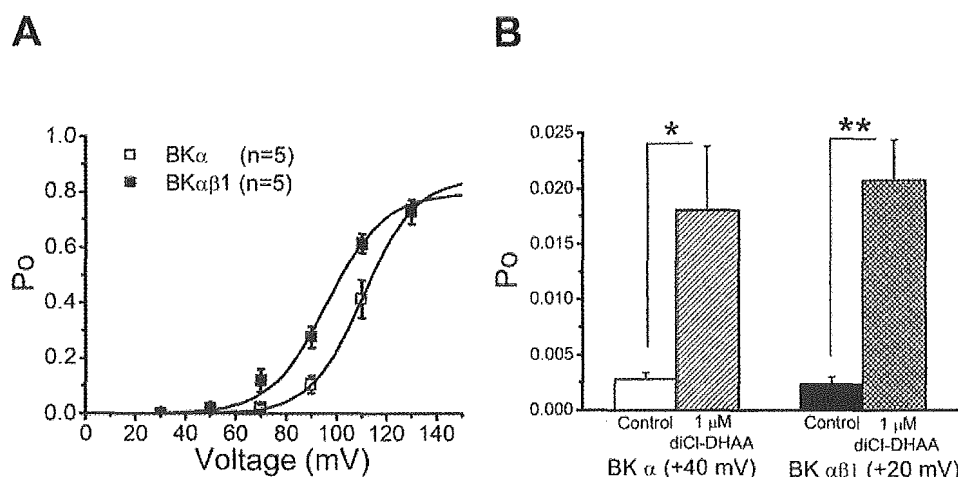 A
B
1.0
0.8
0.6
0.4
0.2
0.0
Po
0 20 40 60 80 100 120 140
Voltage (mV)
BKα (n=5)
BKαβ1 (n=5)
0.025
0.020
0.015
0.010
0.005
0.000
Po
*
**
Control 1 μM Control 1 μM
diCl-DHAA diCl-DHAA
BK α (+40 mV) BK αβ1 (+20 mV)